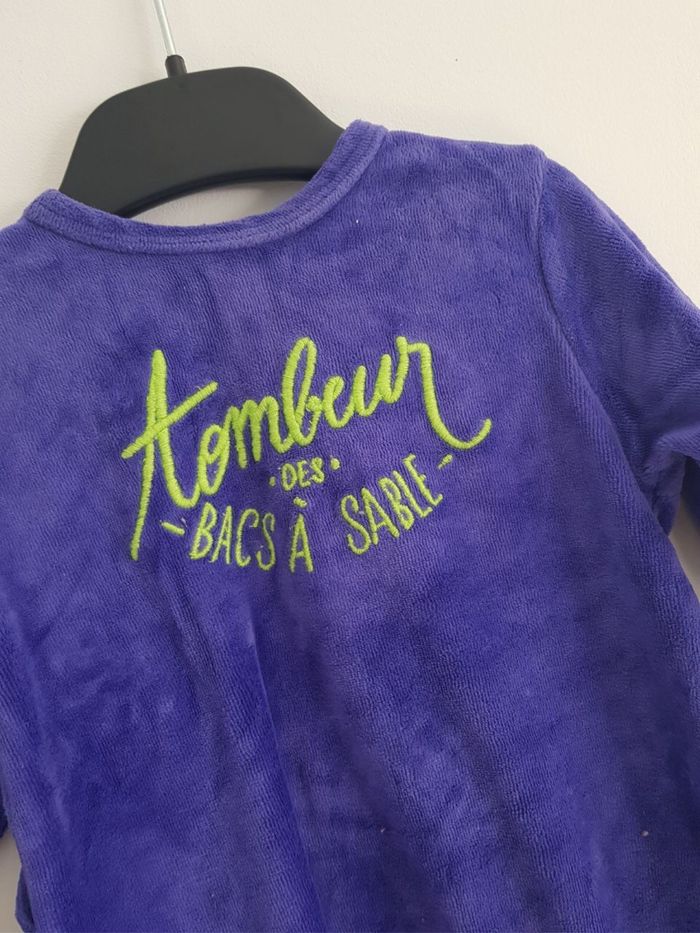 tombeur
• DES •
- BACS À SABLE -